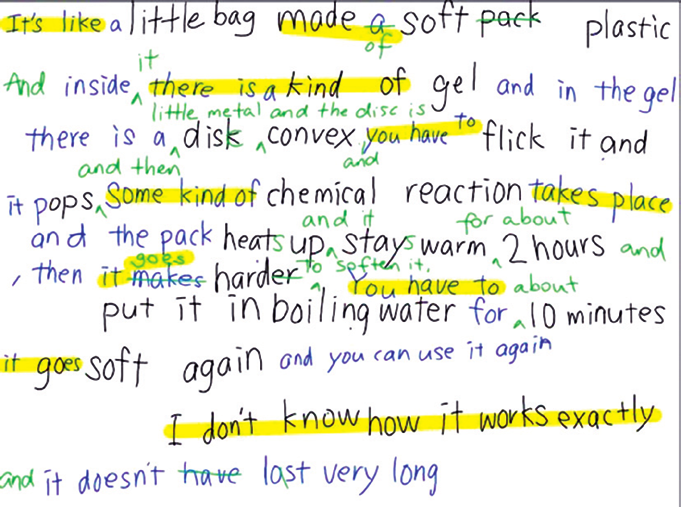 It's like a little bag made a soft pack plastic
of
it
And inside ^ there is a kind of gel and in the gel
little metal and the disc is to
there is a ^ disk ^ convex you have flick it and
and then and
it pops ^ Some kind of chemical reaction takes place
and it for about
and the pack heats up ^ stays warm ^ 2 hours and
goes to soften it.
, then it makes harder ^ You have to about
put it in boiling water for ^ 10 minutes
it goes soft again and you can use it again
I don't know how it works exactly
and it doesn't have last very long